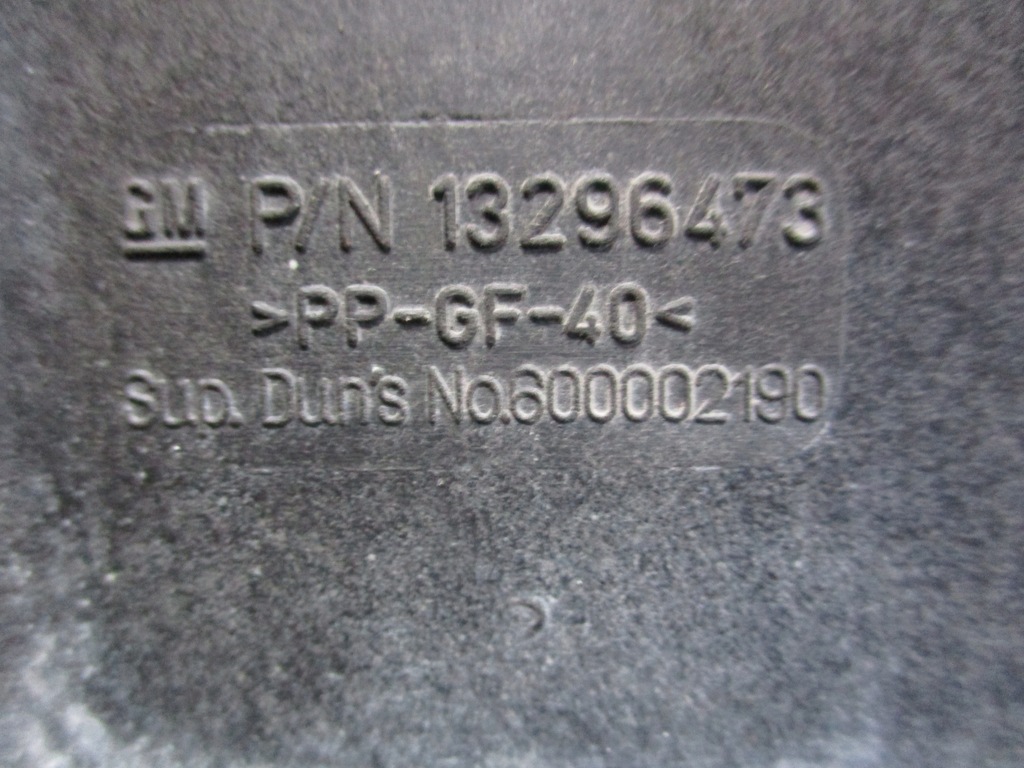 GM P/N 13296473
>PP-GF-40<
Sup. Dun's No.600002190